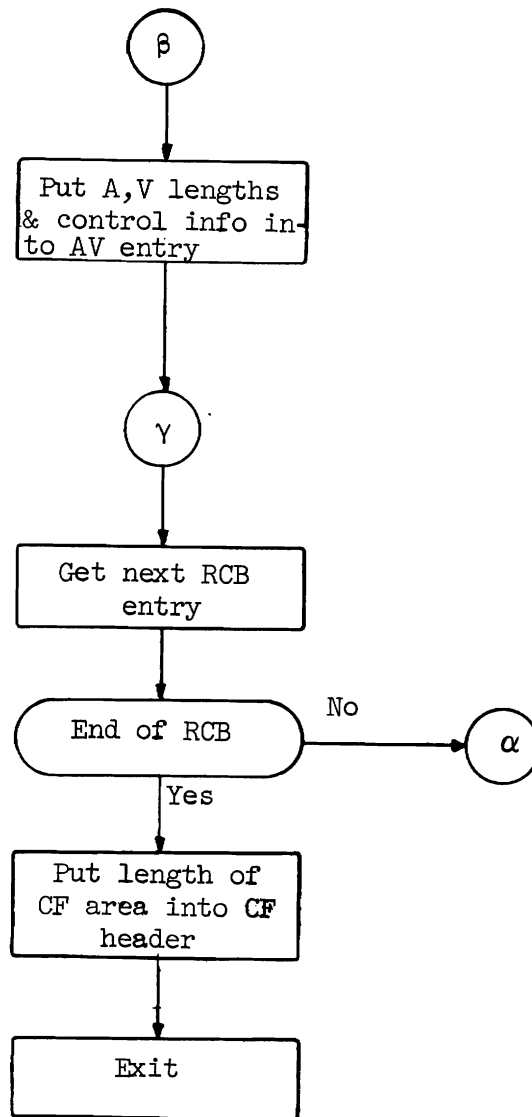 β
Put A,V lengths
& control info in-
to AV entry
γ
Get next RCB
entry
End of RCB
No
α
Yes
Put length of
CF area into CF
header
Exit